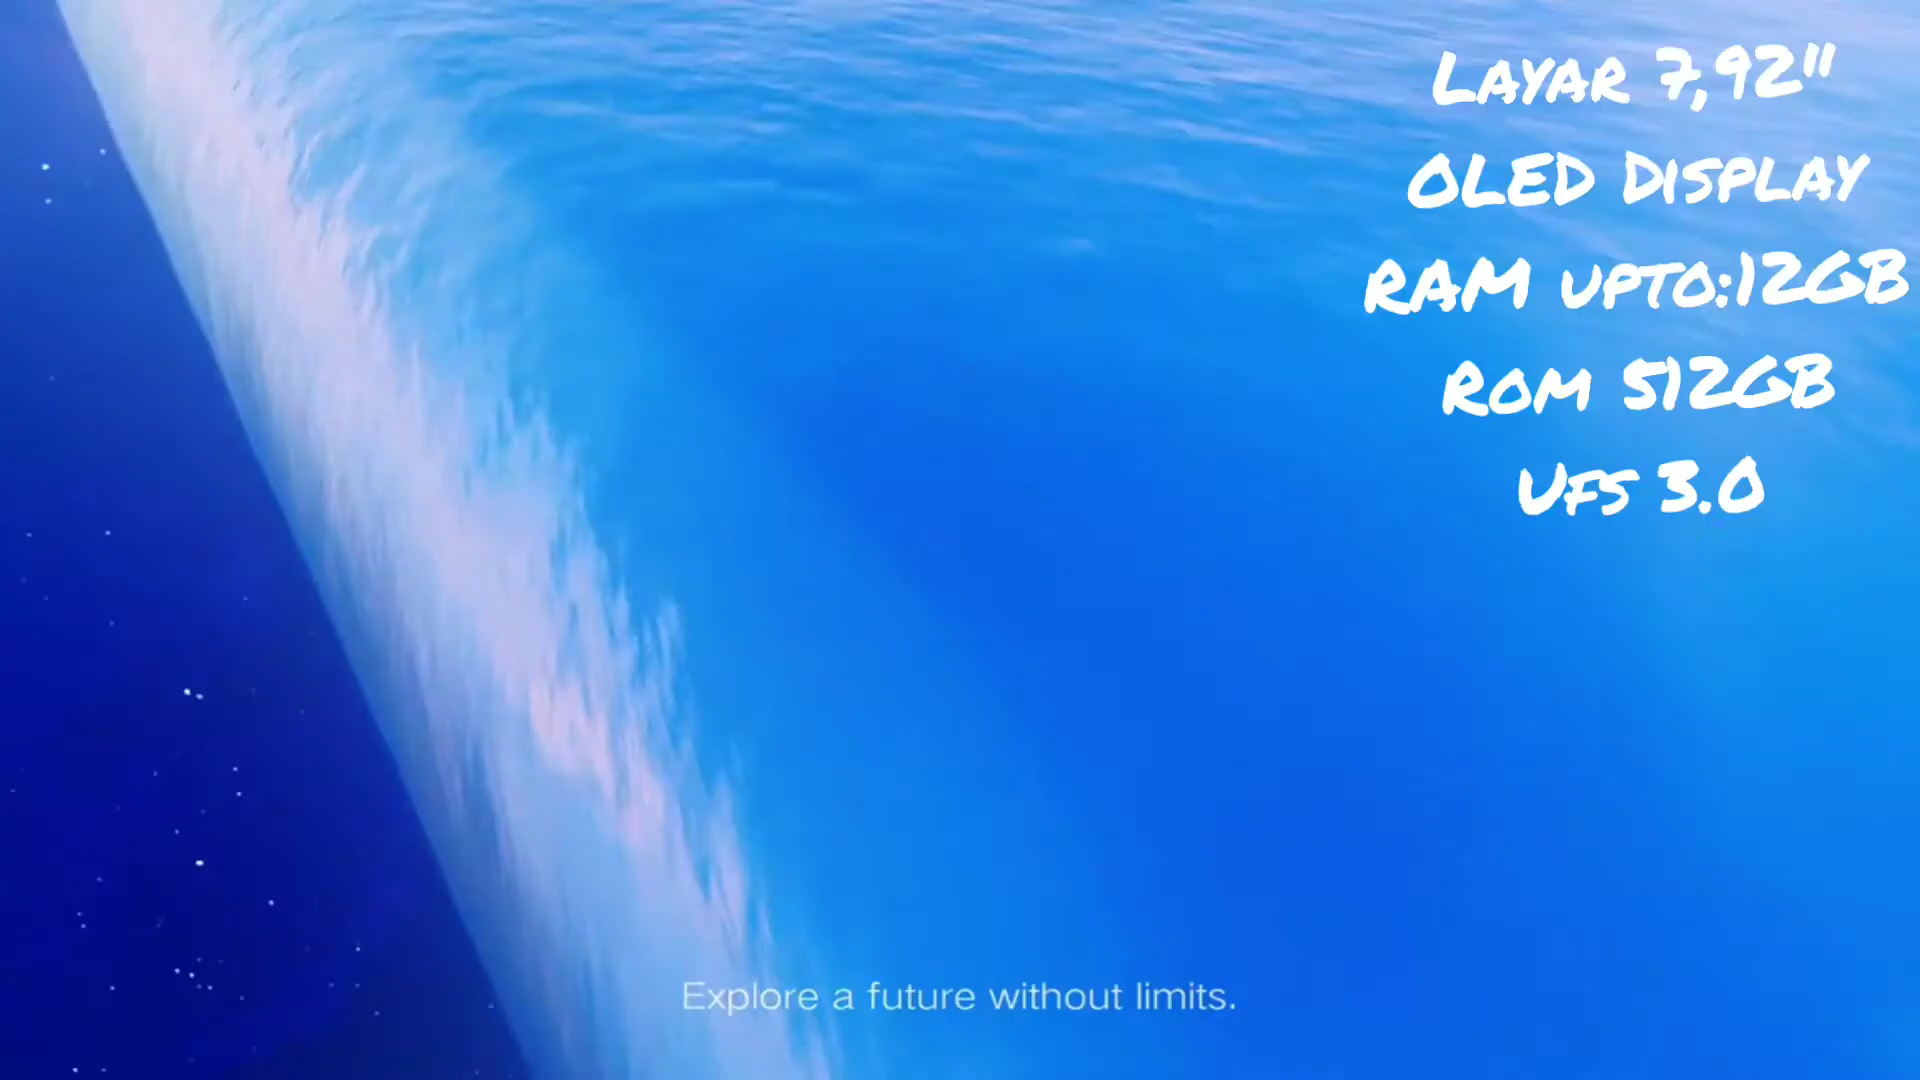 Layar 7,92"
OLED Display
RAM upto:12GB
Rom 512GB
Ufs 3.0
Explore a future without limits.